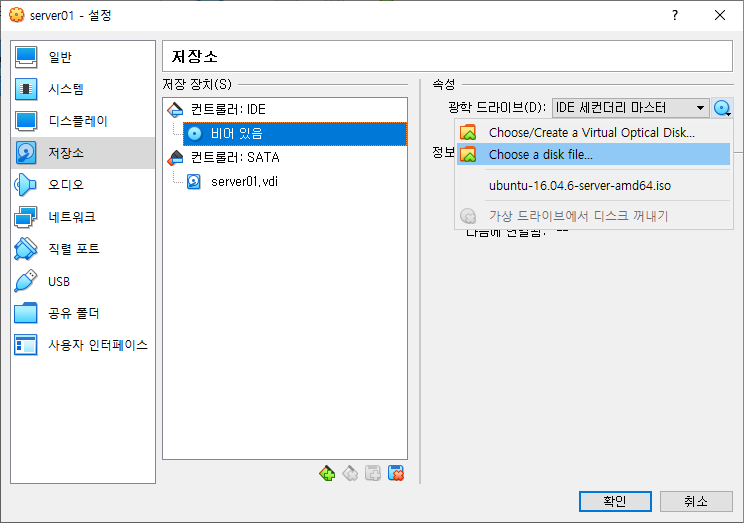 server01 - 설정
?
일반
시스템
디스플레이
저장소
오디오
네트워크
직렬 포트
USB
공유 폴더
사용자 인터페이스
저장소
저장 장치(S)
컨트롤러: IDE
비어 있음
컨트롤러: SATA
server01.vdi
속성
광학 드라이브(D):
IDE 세컨더리 마스터
Choose/Create a Virtual Optical Disk...
Choose a disk file...
ubuntu-16.04.6-server-amd64.iso
가상 드라이브에서 디스크 꺼내기
정보
다음에 연결됨: --
확인
취소